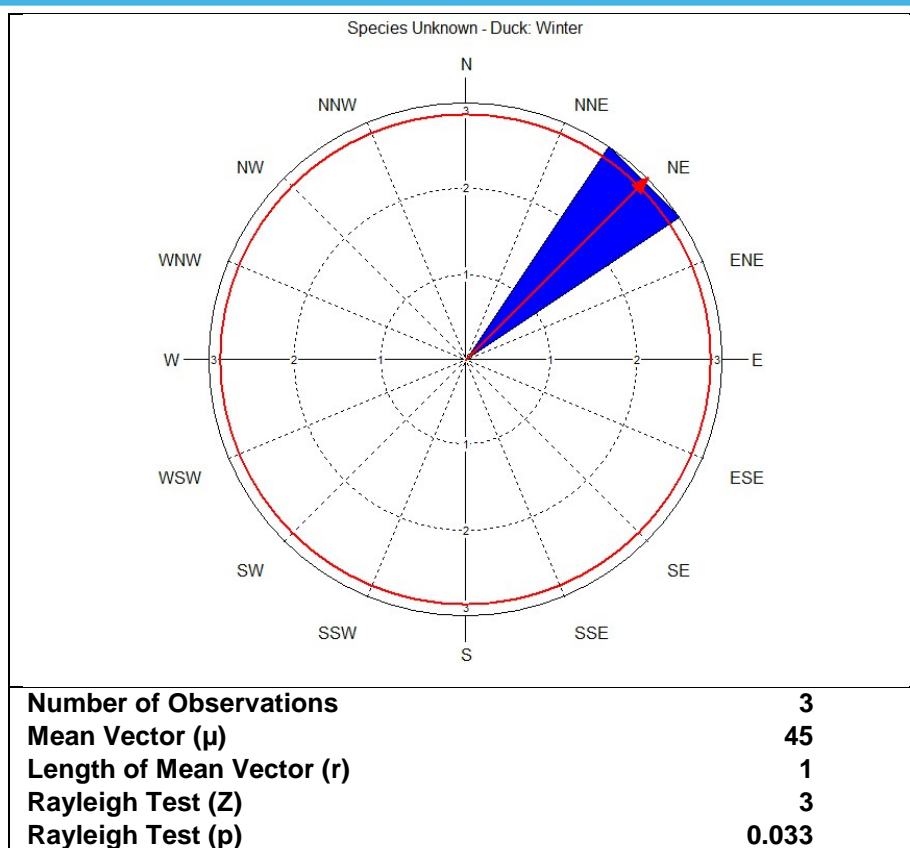 Species Unknown - Duck: Winter
N
NNW NNE
3
NW NE
2
WNW ENE
1
W 3 2 1 1 2 3 E
1
WSW ESE
2
SW SE
3
SSW SSE
S
Number of Observations 3
Mean Vector (µ) 45
Length of Mean Vector (r) 1
Rayleigh Test (Z) 3
Rayleigh Test (p) 0.033